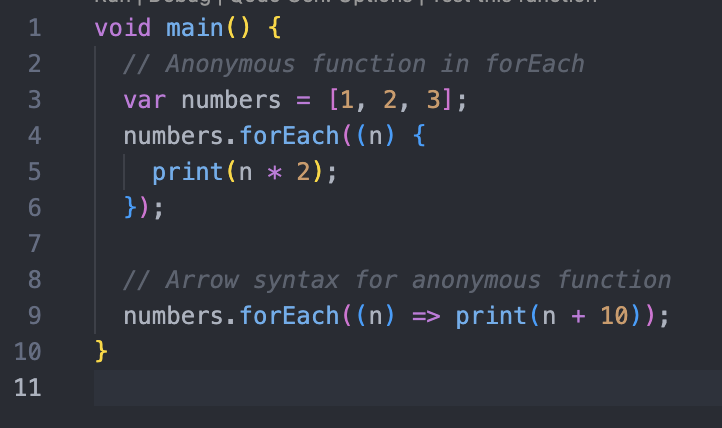 Run | Debug | Qodo Gen: Options | Test this function
1 void main() {
2 // Anonymous function in forEach
3 var numbers = [1, 2, 3];
4 numbers.forEach((n) {
5 print(n * 2);
6 });
7
8 // Arrow syntax for anonymous function
9 numbers.forEach((n) => print(n + 10));
10 }
11